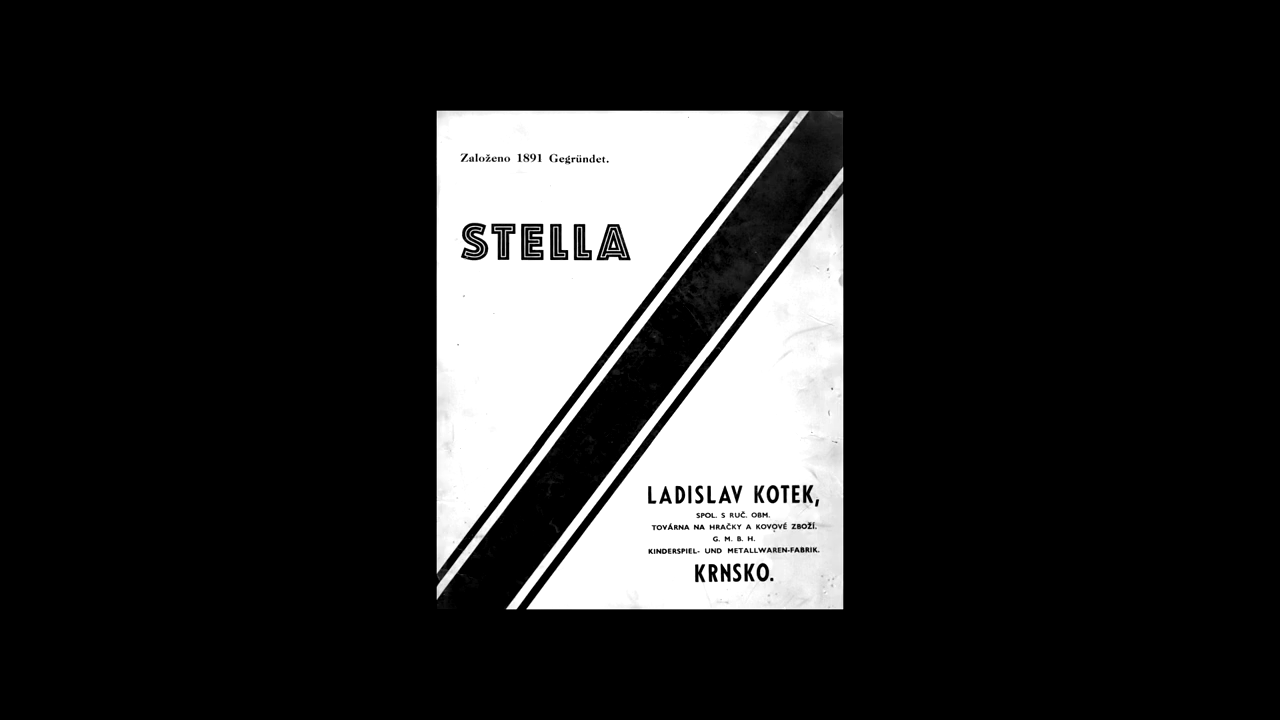 Založeno 1891 Gegründet.
STELLA
LADISLAV KOTEK,
SPOL. S RUČ. OBM.
TOVÁRNA NA HRAČKY A KOVOVÉ ZBOŽÍ.
G. M. B. H.
KINDERSPIEL- UND METALLWAREN-FABRIK.
KRNSKO.